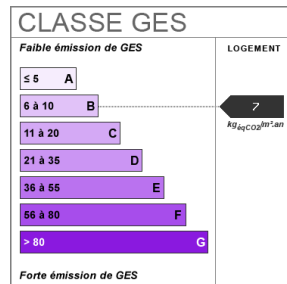 CLASSE GES
Faible émission de GES
LOGEMENT
≤ 5 A
6 à 10 B
7
kgéqCO2/m².an
11 à 20 C
21 à 35 D
36 à 55 E
56 à 80 F
> 80 G
Forte émission de GES